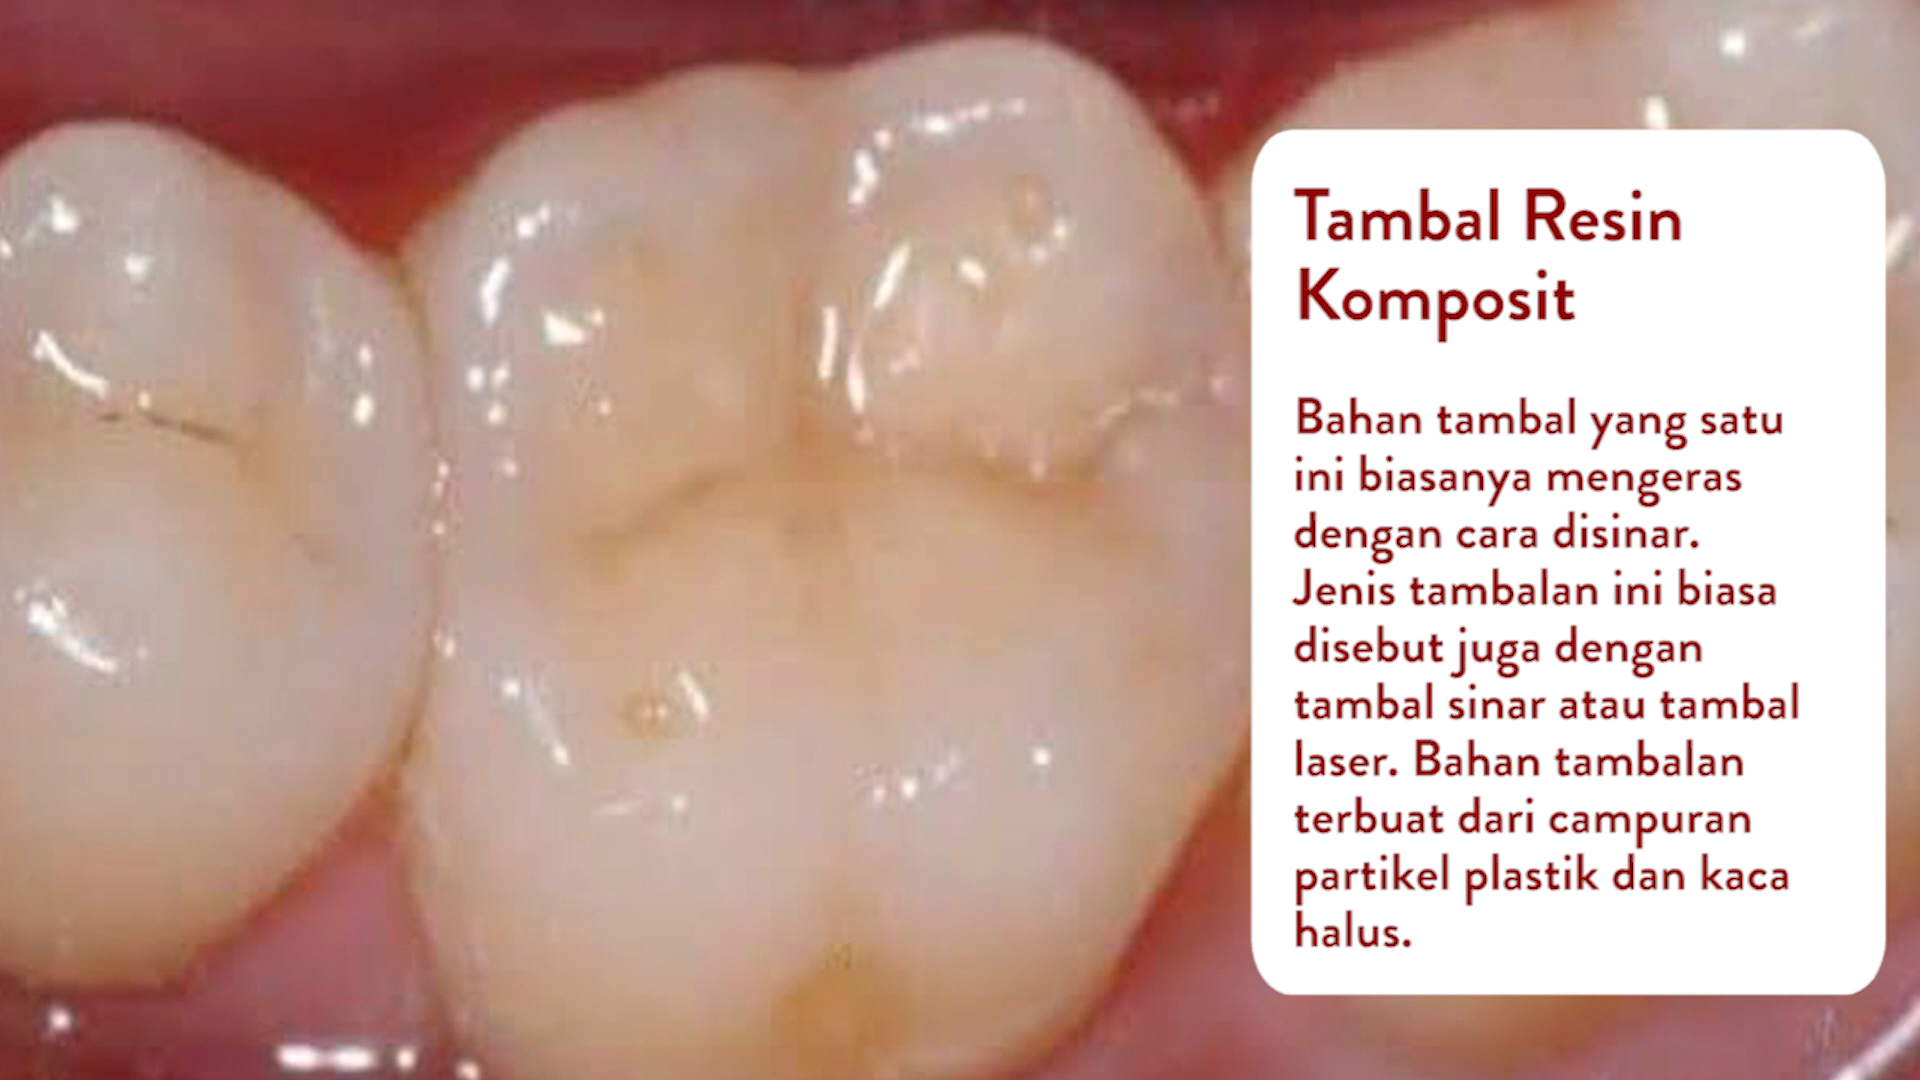 Tambal Resin
Komposit
Bahan tambal yang satu
ini biasanya mengeras
dengan cara disinar.
Jenis tambalan ini biasa
disebut juga dengan
tambal sinar atau tambal
laser. Bahan tambalan
terbuat dari campuran
partikel plastik dan kaca
halus.